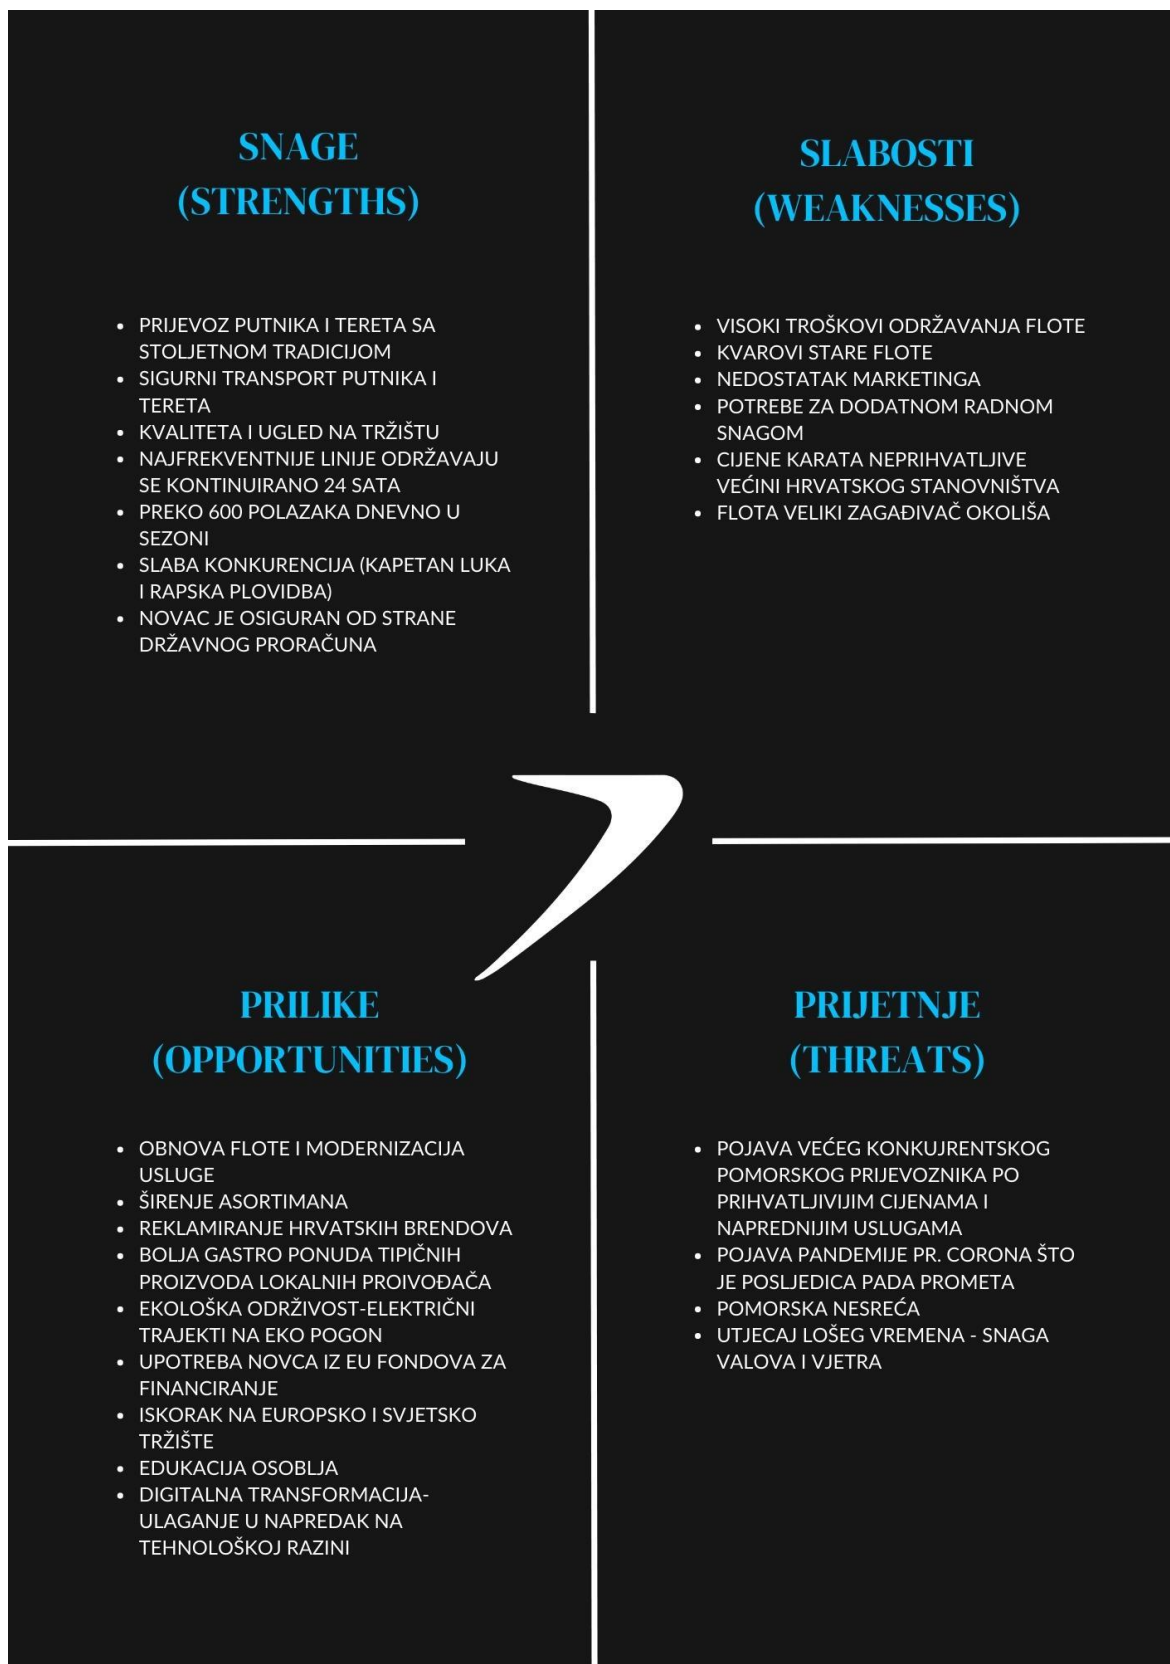 SNAGE
(STRENGTHS)
• PRIJEVOZ PUTNIKA I TERETA SA
STOLJETNOM TRADICIJOM
• SIGURNI TRANSPORT PUTNIKA I
TERETA
• KVALITETA I UGLED NA TRŽIŠTU
• NAJFREKVENTNIJE LINIJE ODRŽAVAJU
SE KONTINUIRANO 24 SATA
• PREKO 600 POLAZAKA DNEVNO U
SEZONI
• SLABA KONKURENCIJA (KAPETAN LUKA
I RAPSKA PLOVIDBA)
• NOVAC JE OSIGURAN OD STRANE
DRŽAVNOG PRORAČUNA
SLABOSTI
(WEAKNESSES)
• VISOKI TROŠKOVI ODRŽAVANJA FLOTE
• KVAROVI STARE FLOTE
• NEDOSTATAK MARKETINGA
• POTREBE ZA DODATNOM RADNOM
SNAGOM
• CIJENE KARATA NEPRIHVATLJIVE
VEĆINI HRVATSKOG STANOVNIŠTVA
• FLOTA VELIKI ZAGAĐIVAČ OKOLIŠA
PRILIKE
(OPPORTUNITIES)
• OBNOVA FLOTE I MODERNIZACIJA
USLUGE
• ŠIRENJE ASORTIMANA
• REKLAMIRANJE HRVATSKIH BRENDOVA
• BOLJA GASTRO PONUDA TIPIČNIH
PROIZVODA LOKALNIH PROIVOĐAČA
• EKOLOŠKA ODRŽIVOST-ELEKTRIČNI
TRAJEKTI NA EKO POGON
• UPOTREBA NOVCA IZ EU FONDOVA ZA
FINANCIRANJE
• ISKORAK NA EUROPSKO I SVJETSKO
TRŽIŠTE
• EDUKACIJA OSOBLJA
• DIGITALNA TRANSFORMACIJA-
ULAGANJE U NAPREDAK NA
TEHNOLOŠKOJ RAZINI
PRIJETNJE
(THREATS)
• POJAVA VEĆEG KONKUJRENTSKOG
POMORSKOG PRIJEVOZNIKA PO
PRIHVATLJIVIJIM CIJENAMA I
NAPREDNIJIM USLUGAMA
• POJAVA PANDEMIJE PR. CORONA ŠTO
JE POSLJEDICA PADA PROMETA
• POMORSKA NESREĆA
• UTJECAJ LOŠEG VREMENA - SNAGA
VALOVA I VJETRA